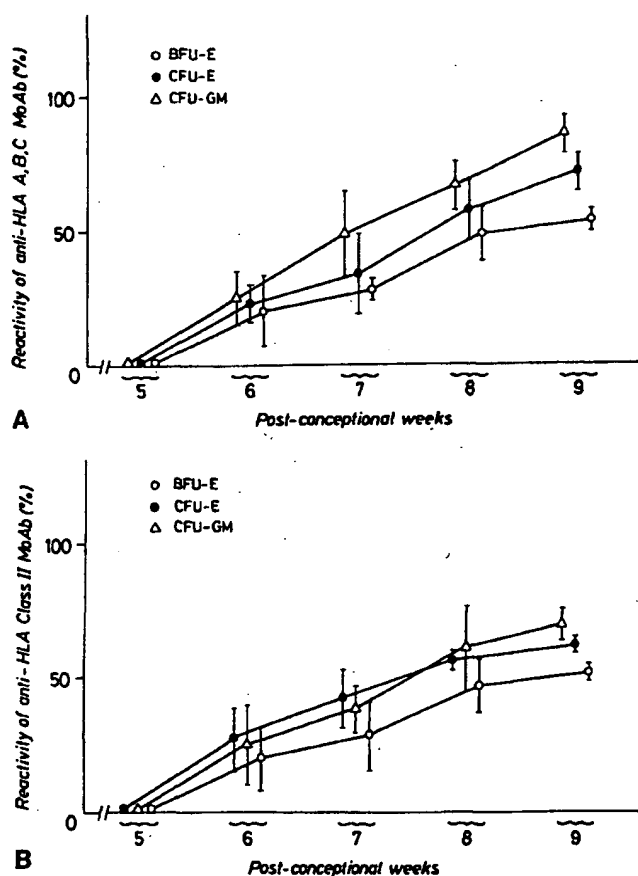 Reactivity of anti-HLA A,B,C MoAb (%)
BFU-E
CFU-E
CFU-GM
100
50
0
5 6 7 8 9
Post-conceptional weeks
A
Reactivity of anti-HLA Class II MoAb (%)
BFU-E
CFU-E
CFU-GM
100
50
0
5 6 7 8 9
Post-conceptional weeks
B